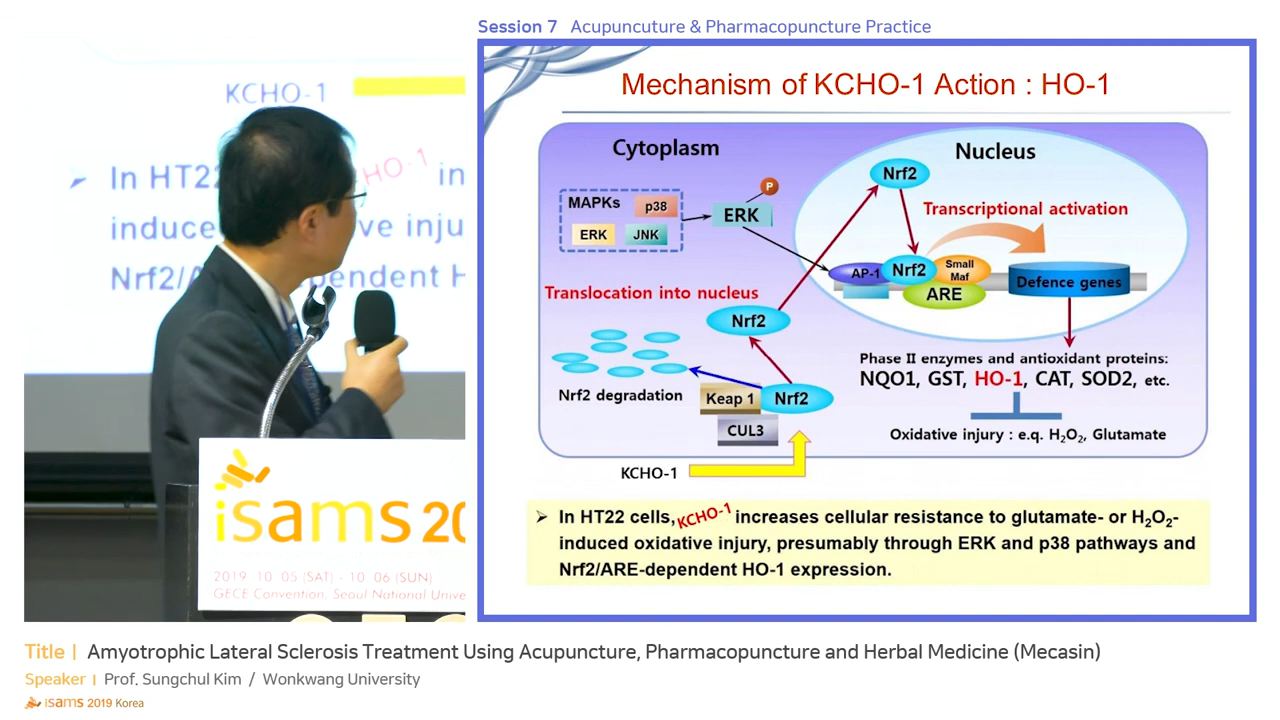 Session 7 Acupuncuture & Pharmacopuncture Practice
KCHO-1
In HT22
HO-1
in
induce
ve inju
Nrf2/A
pendent H
isams 20
2019. 10. 05 (SAT) - 10. 06 (SUN)
GECE Convention, Seoul National Unive
Mechanism of KCHO-1 Action : HO-1
Cytoplasm
Nucleus
MAPKs
p38
ERK
JNK
P
ERK
Nrf2
Transcriptional activation
AP-1
Nrf2
Small
Maf
ARE
Defence genes
Translocation into nucleus
Nrf2
Nrf2 degradation
Keap 1
Nrf2
CUL3
KCHO-1
Phase II enzymes and antioxidant proteins:
NQO1, GST, HO-1, CAT, SOD2, etc.
Oxidative injury : e.q. H₂O₂, Glutamate
➢ In HT22 cells, KCHO-1 increases cellular resistance to glutamate- or H₂O₂-
induced oxidative injury, presumably through ERK and p38 pathways and
Nrf2/ARE-dependent HO-1 expression.
Title | Amyotrophic Lateral Sclerosis Treatment Using Acupuncture, Pharmacopuncture and Herbal Medicine (Mecasin)
Speaker | Prof. Sungchul Kim / Wonkwang University
isams 2019 Korea